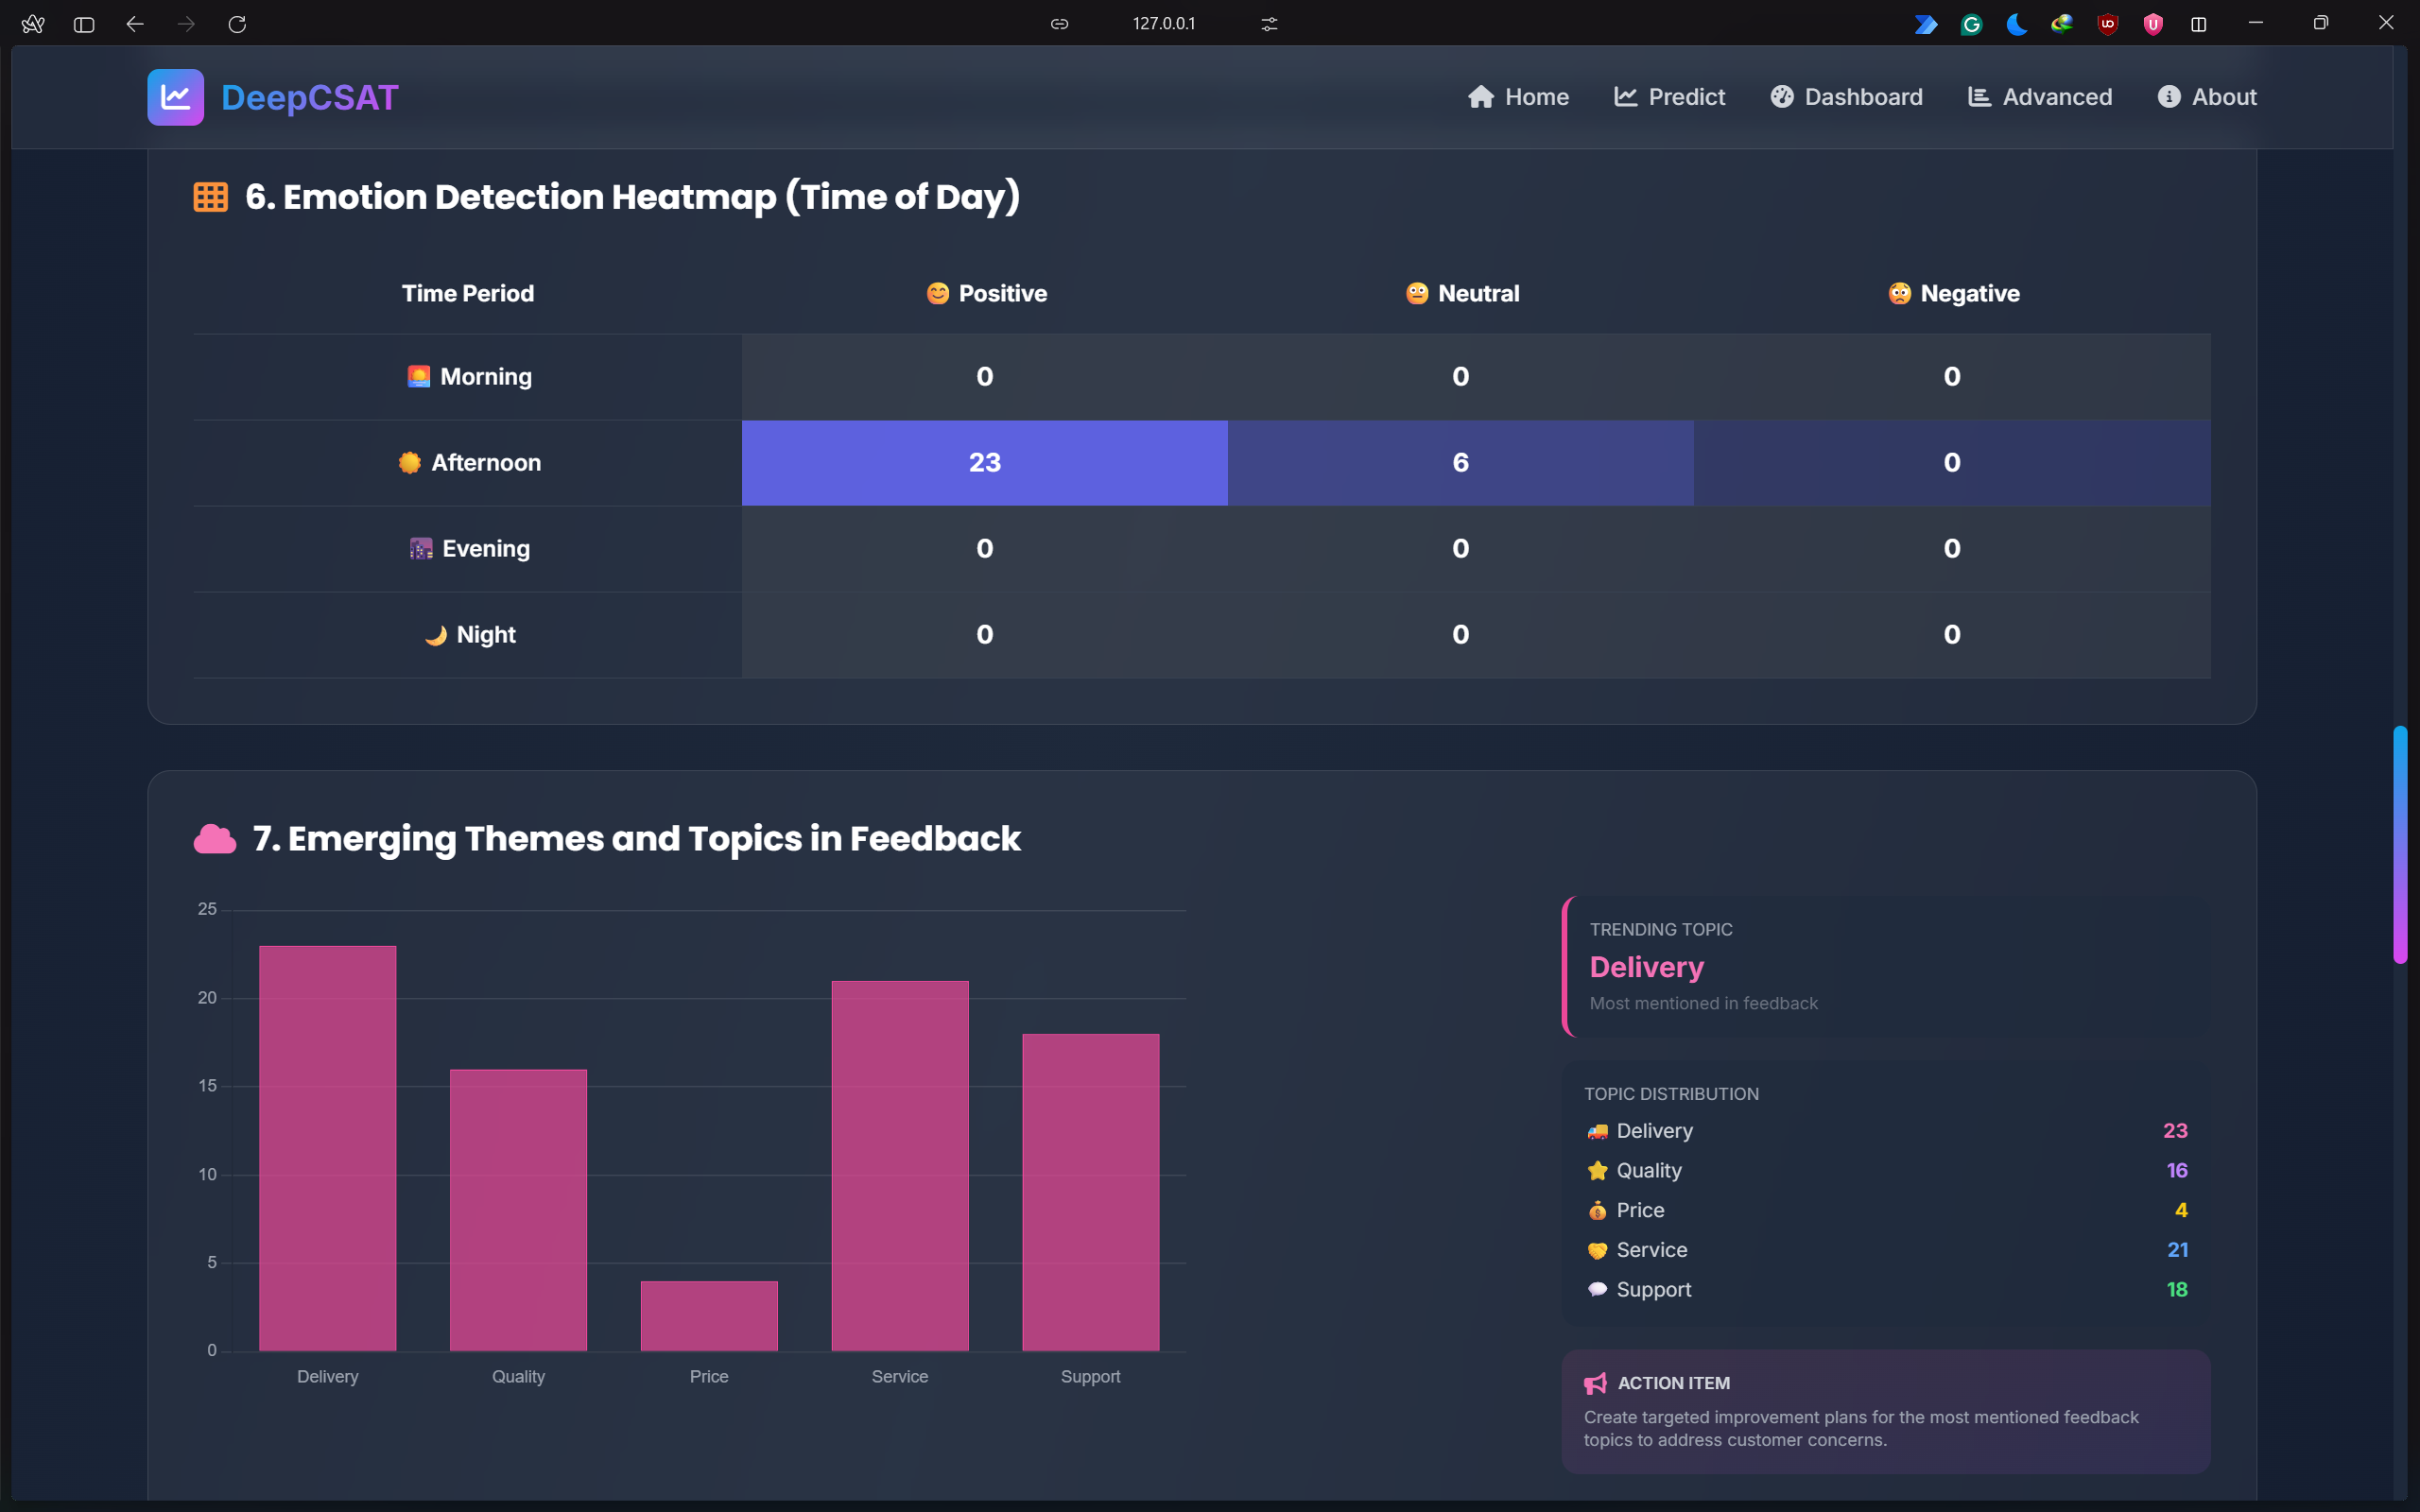 127.0.0.1
DeepCSAT
Home Predict Dashboard Advanced About
6. Emotion Detection Heatmap (Time of Day)
Time Period 😊 Positive 😐 Neutral 😟 Negative
🌅 Morning 0 0 0
☀️ Afternoon 23 6 0
🌆 Evening 0 0 0
🌙 Night 0 0 0
7. Emerging Themes and Topics in Feedback
25
20
15
10
5
0
Delivery Quality Price Service Support
TRENDING TOPIC
Delivery
Most mentioned in feedback
TOPIC DISTRIBUTION
🚚 Delivery 23
⭐ Quality 16
💰 Price 4
🤝 Service 21
💬 Support 18
ACTION ITEM
Create targeted improvement plans for the most mentioned feedback
topics to address customer concerns.